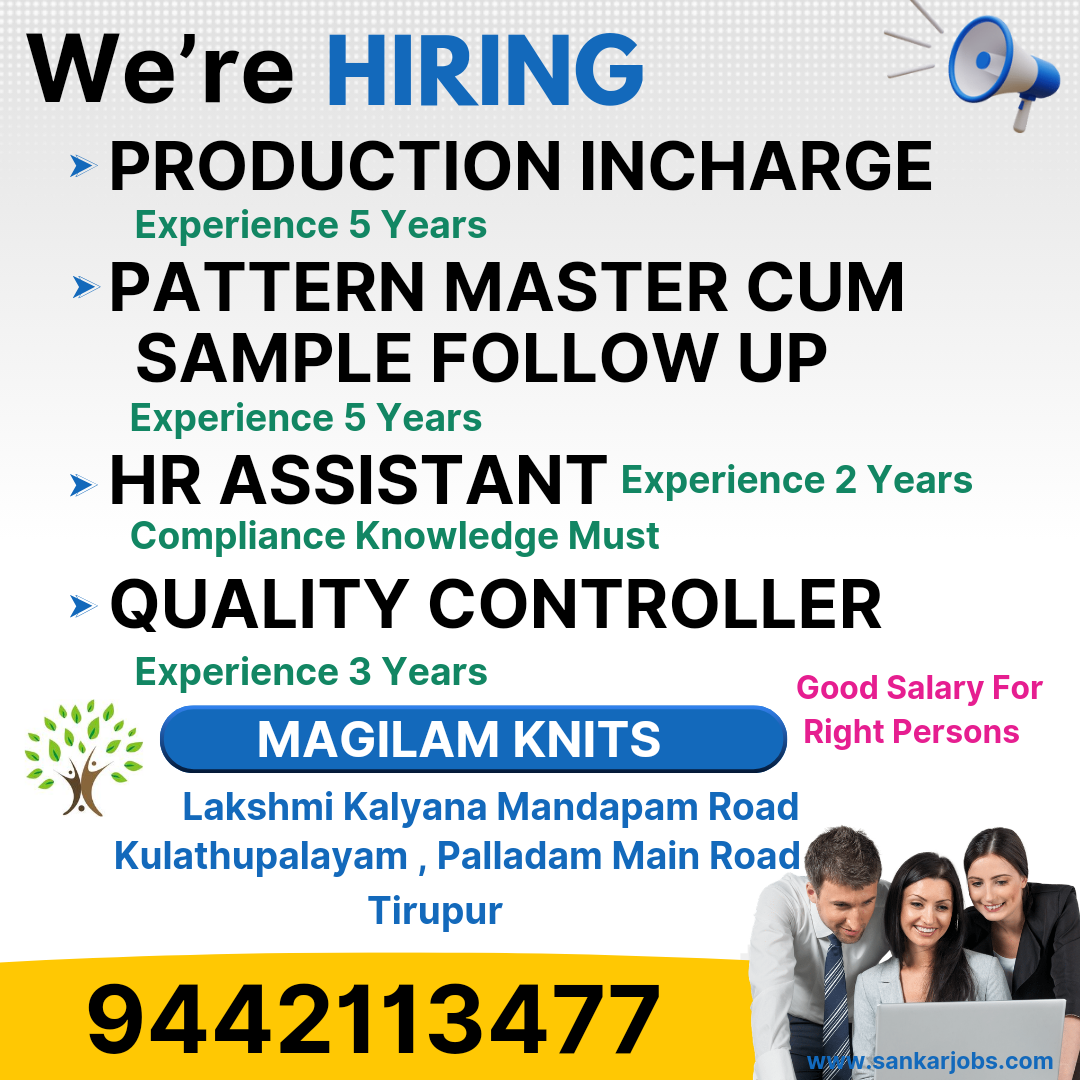 We're HIRING
PRODUCTION INCHARGE
Experience 5 Years
PATTERN MASTER CUM
SAMPLE FOLLOW UP
Experience 5 Years
HR ASSISTANT Experience 2 Years
Compliance Knowledge Must
QUALITY CONTROLLER
Experience 3 Years
Good Salary For
Right Persons
MAGILAM KNITS
Lakshmi Kalyana Mandapam Road
Kulathupalayam , Palladam Main Road
Tirupur
9442113477
www.sankarjobs.com